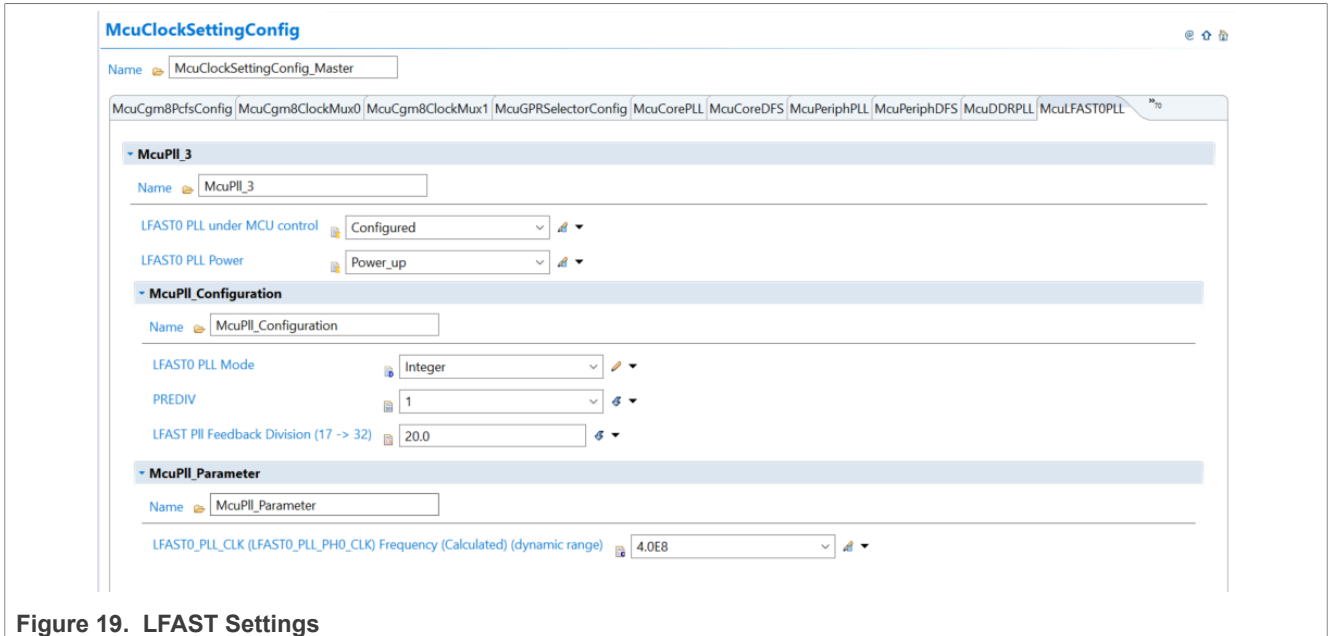 McuClockSettingConfig
Name McuClockSettingConfig_Master
McuCgm8PcfsConfig McuCgm8ClockMux0 McuCgm8ClockMux1 McuGPRSelectorConfig McuCorePLL McuCoreDFS McuPeriphPLL McuPeriphDFS McuDDRPLL McuLFAST0PLL »70
McuPll_3
Name McuPll_3
LFAST0 PLL under MCU control Configured
LFAST0 PLL Power Power_up
McuPll_Configuration
Name McuPll_Configuration
LFAST0 PLL Mode Integer
PREDIV 1
LFAST Pll Feedback Division (17 -> 32) 20.0
McuPll_Parameter
Name McuPll_Parameter
LFAST0_PLL_CLK (LFAST0_PLL_PH0_CLK) Frequency (Calculated) (dynamic range) 4.0E8
Figure 19. LFAST Settings